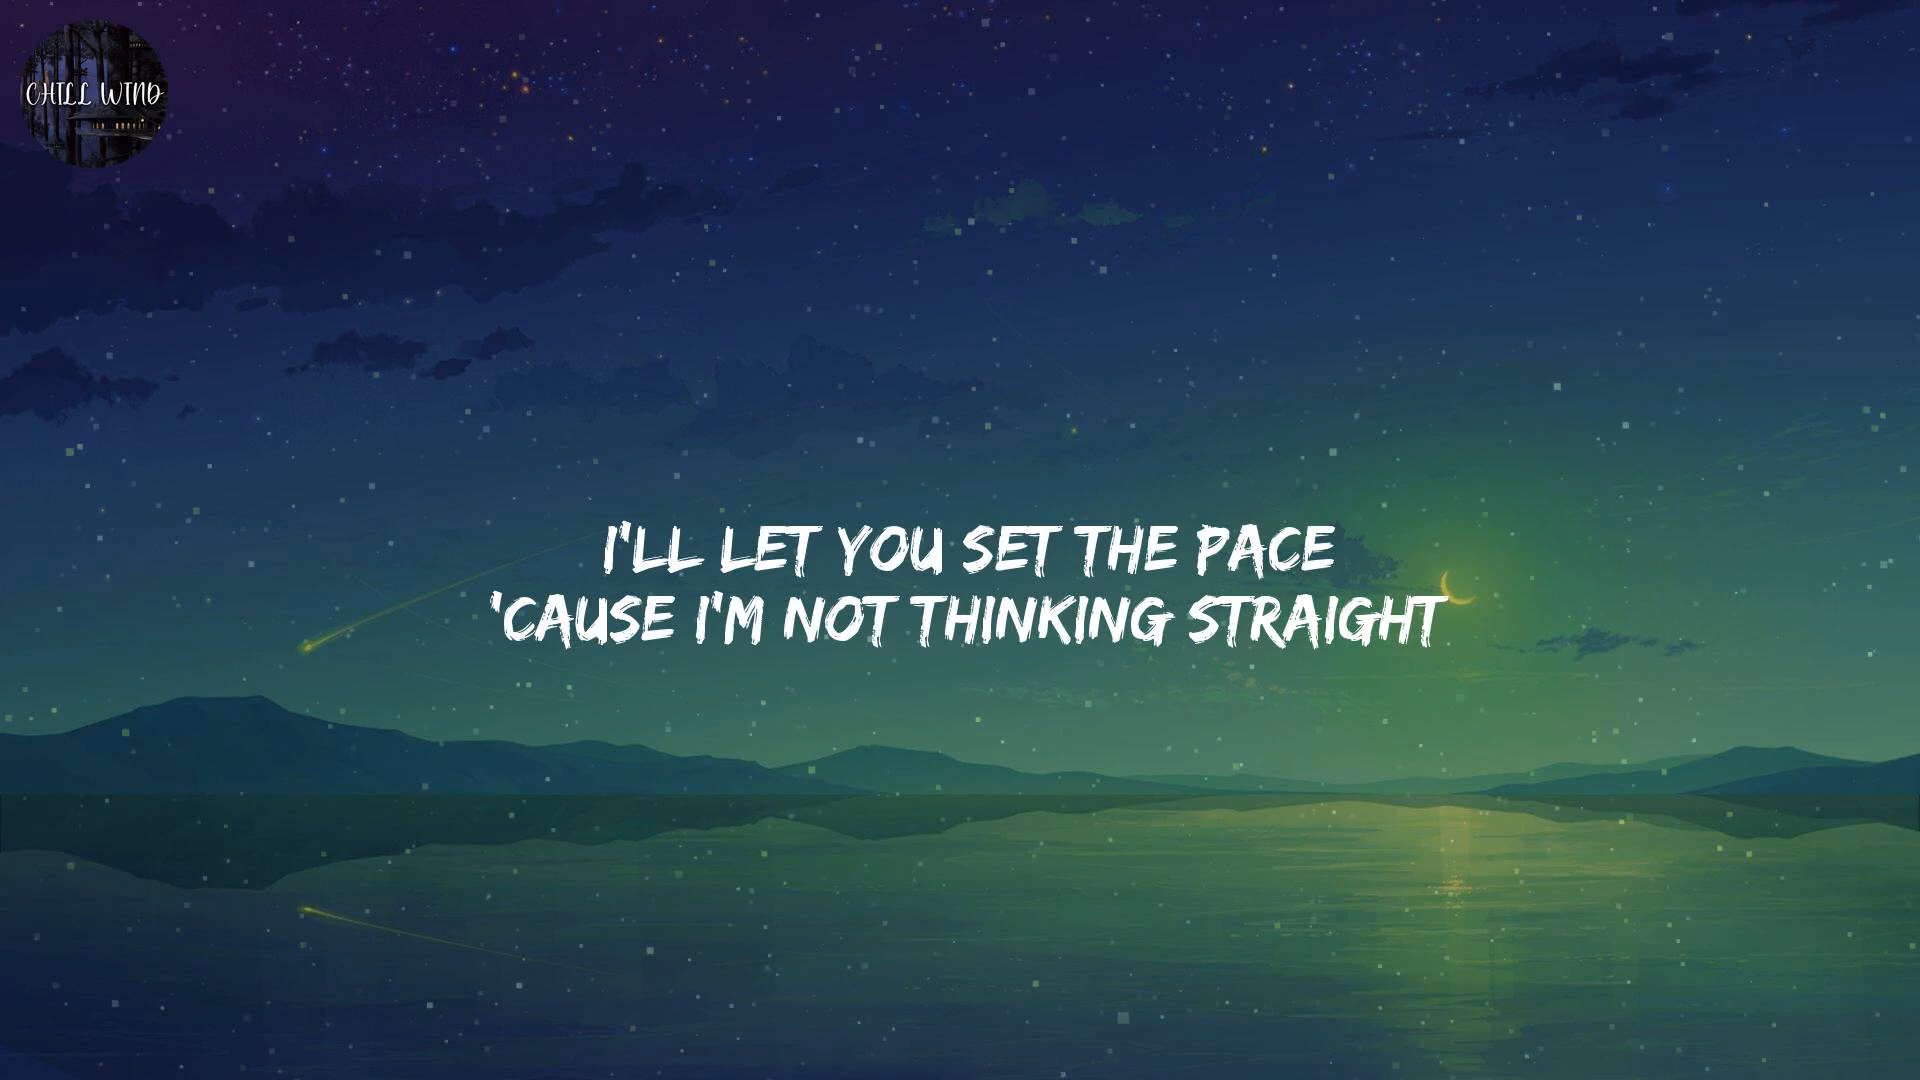 CHILL WIND
I'LL LET YOU SET THE PACE
'CAUSE I'M NOT THINKING STRAIGHT